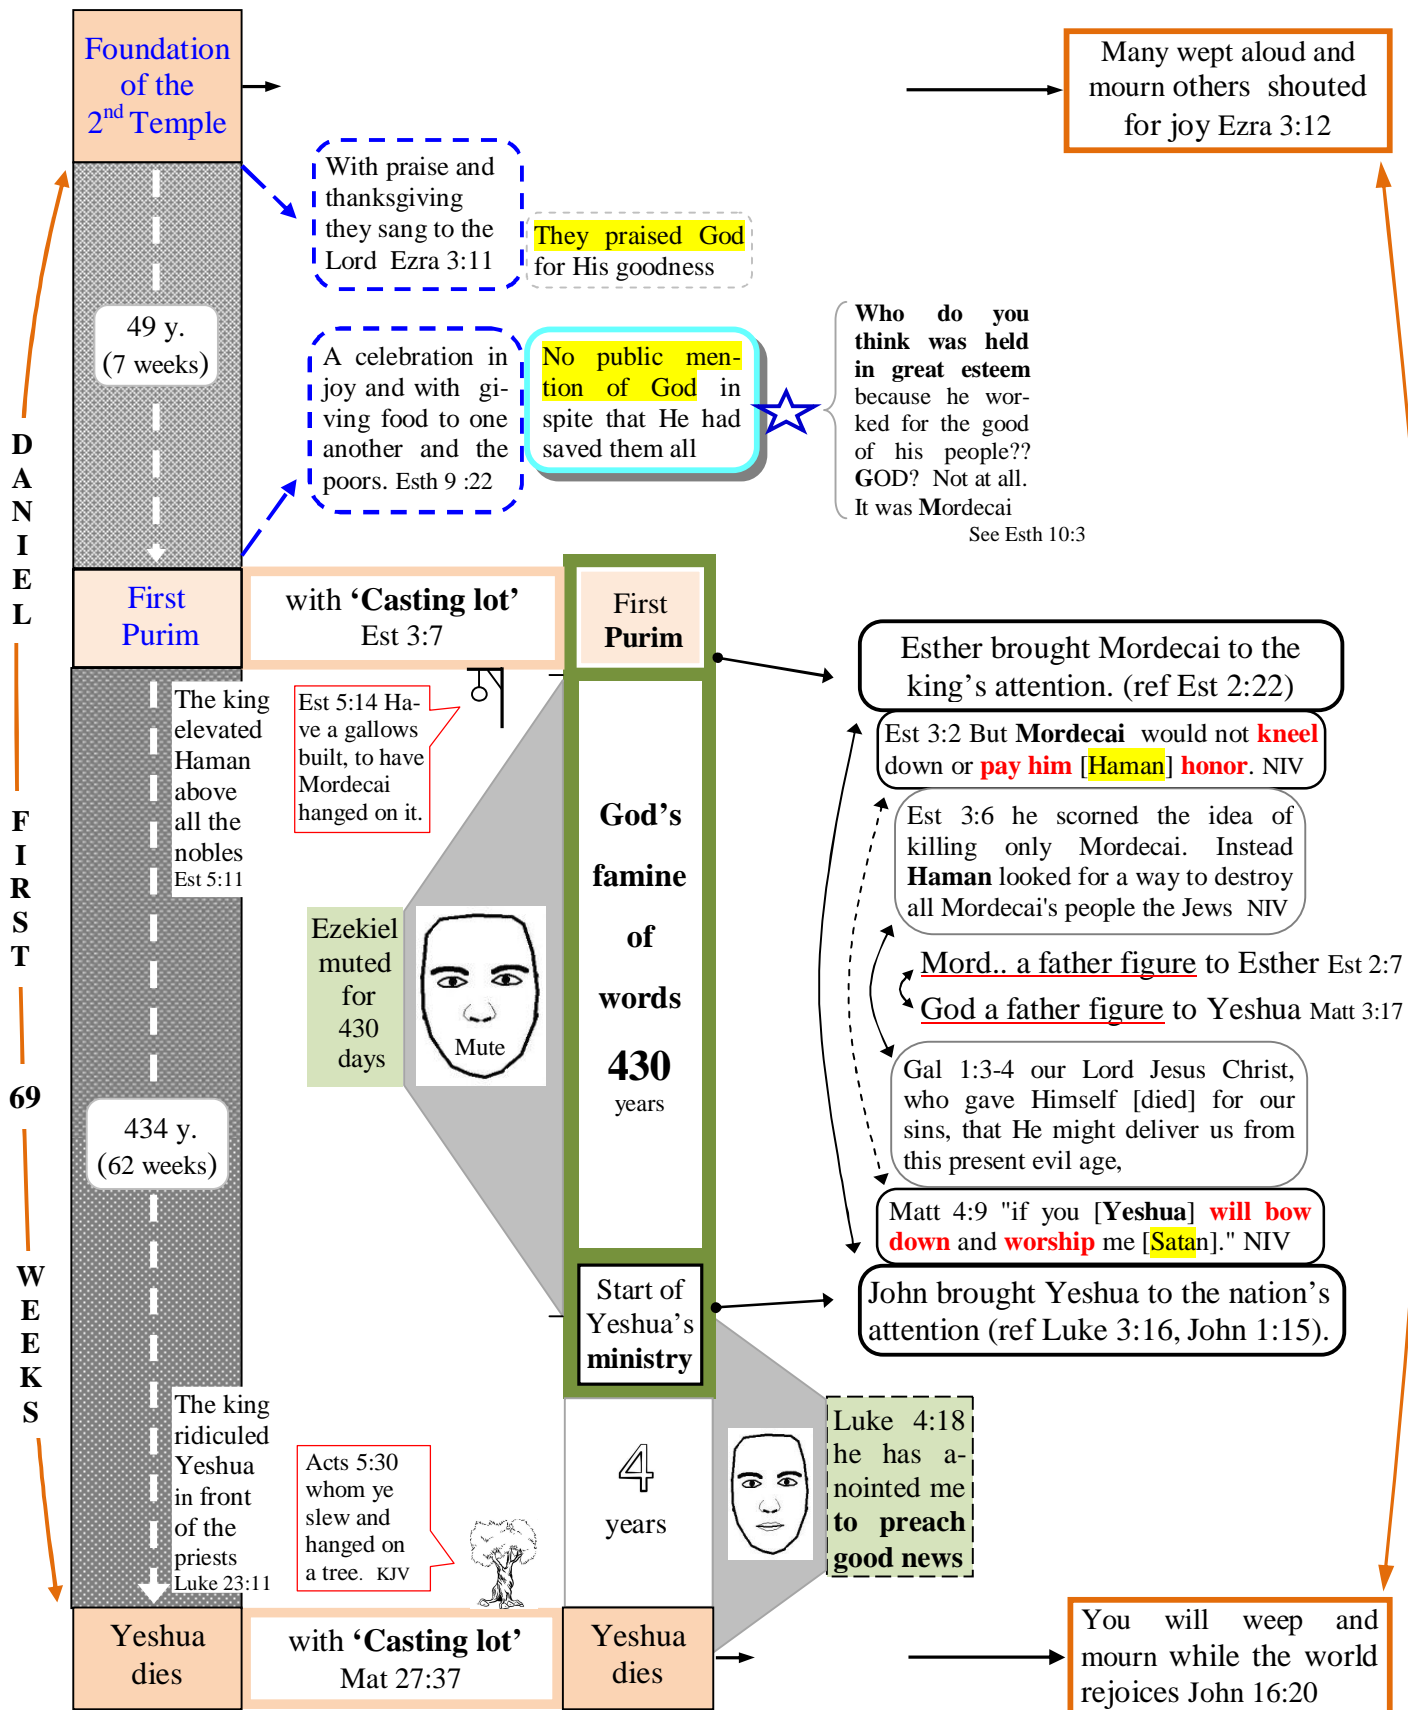 Foundation
of the
2nd Temple
Many wept aloud and
mourn others shouted
for joy Ezra 3:12
With praise and
thanksgiving
they sang to the
Lord Ezra 3:11
They praised God
for His goodness
49 y.
(7 weeks)
A celebration in
joy and with gi-
ving food to one
another and the
poors. Esth 9 :22
No public men-
tion of God in
spite that He had
saved them all
Who do you
think was held
in great esteem
because he wor-
ked for the good
of his people??
GOD? Not at all.
It was Mordecai
See Esth 10:3
DANIEL FIRST 69 WEEKS
First
Purim
with ‘Casting lot’
Est 3:7
First
Purim
The king
elevated
Haman
above
all the
nobles
Est 5:11
Est 5:14 Ha-
ve a gallows
built, to have
Mordecai
hanged on it.
God’s
famine
of
words
430
years
Ezekiel
muted
for
430
days
Mute
Esther brought Mordecai to the
king’s attention. (ref Est 2:22)
Est 3:2 But Mordecai would not kneel
down or pay him [Haman] honor. NIV
Est 3:6 he scorned the idea of
killing only Mordecai. Instead
Haman looked for a way to destroy
all Mordecai's people the Jews NIV
Mord.. a father figure to Esther Est 2:7
God a father figure to Yeshua Matt 3:17
Gal 1:3-4 our Lord Jesus Christ,
who gave Himself [died] for our
sins, that He might deliver us from
this present evil age,
Matt 4:9 "if you [Yeshua] will bow
down and worship me [Satan]." NIV
John brought Yeshua to the nation’s
attention (ref Luke 3:16, John 1:15).
434 y.
(62 weeks)
Start of
Yeshua’s
ministry
The king
ridiculed
Yeshua
in front
of the
priests
Luke 23:11
Acts 5:30
whom ye
slew and
hanged on
a tree. KJV
4
years
Luke 4:18
he has a-
nointed me
to preach
good news
Yeshua
dies
with ‘Casting lot’
Mat 27:37
Yeshua
dies
You will weep and
mourn while the world
rejoices John 16:20